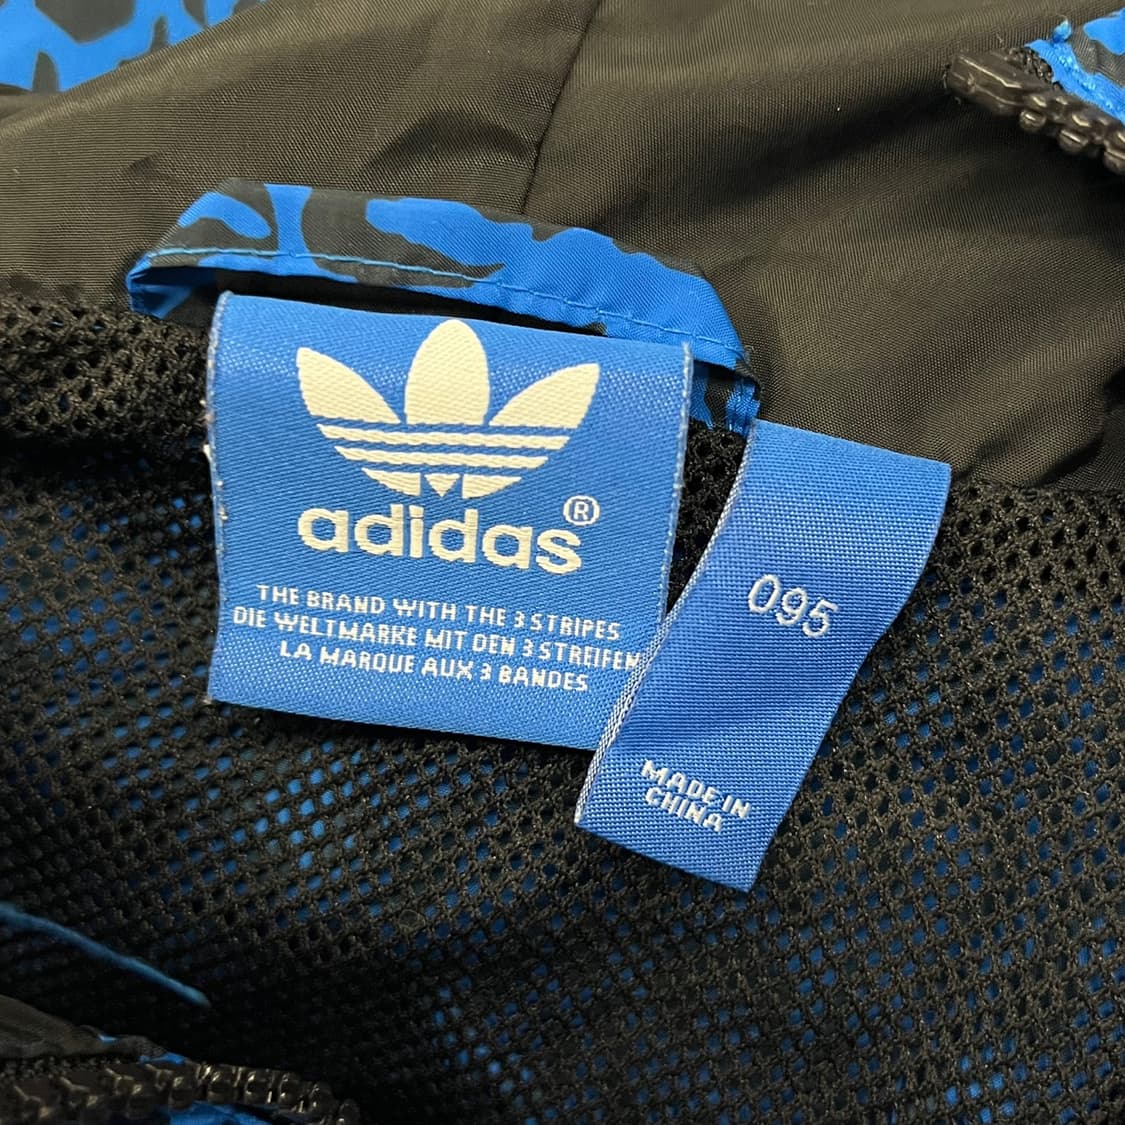 adidas®
THE BRAND WITH THE 3 STRIPES
DIE WELTMARKE MIT DEN 3 STREIFEN
LA MARQUE AUX 3 BANDES
095
MADE IN
CHINA